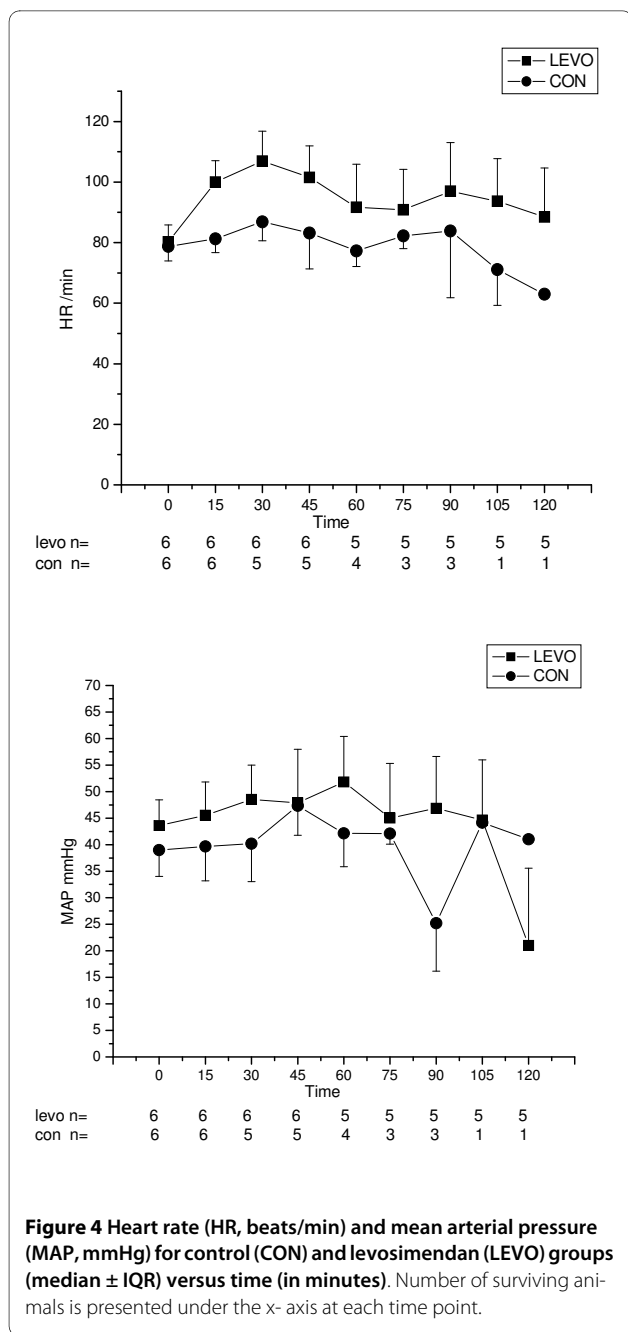 LEVO
CON
120
100
80
60
40
20
0
HR /min
0 15 30 45 60 75 90 105 120
Time
levo n= 6 6 6 6 5 5 5 5 5
con n= 6 6 5 5 4 3 3 1 1
LEVO
CON
70
65
60
55
50
45
40
35
30
25
20
15
10
5
0
MAP mmHg
0 15 30 45 60 75 90 105 120
Time
levo n= 6 6 6 6 5 5 5 5 5
con n= 6 6 5 5 4 3 3 1 1
Figure 4 Heart rate (HR, beats/min) and mean arterial pressure
(MAP, mmHg) for control (CON) and levosimendan (LEVO) groups
(median ± IQR) versus time (in minutes). Number of surviving ani-
mals is presented under the x- axis at each time point.